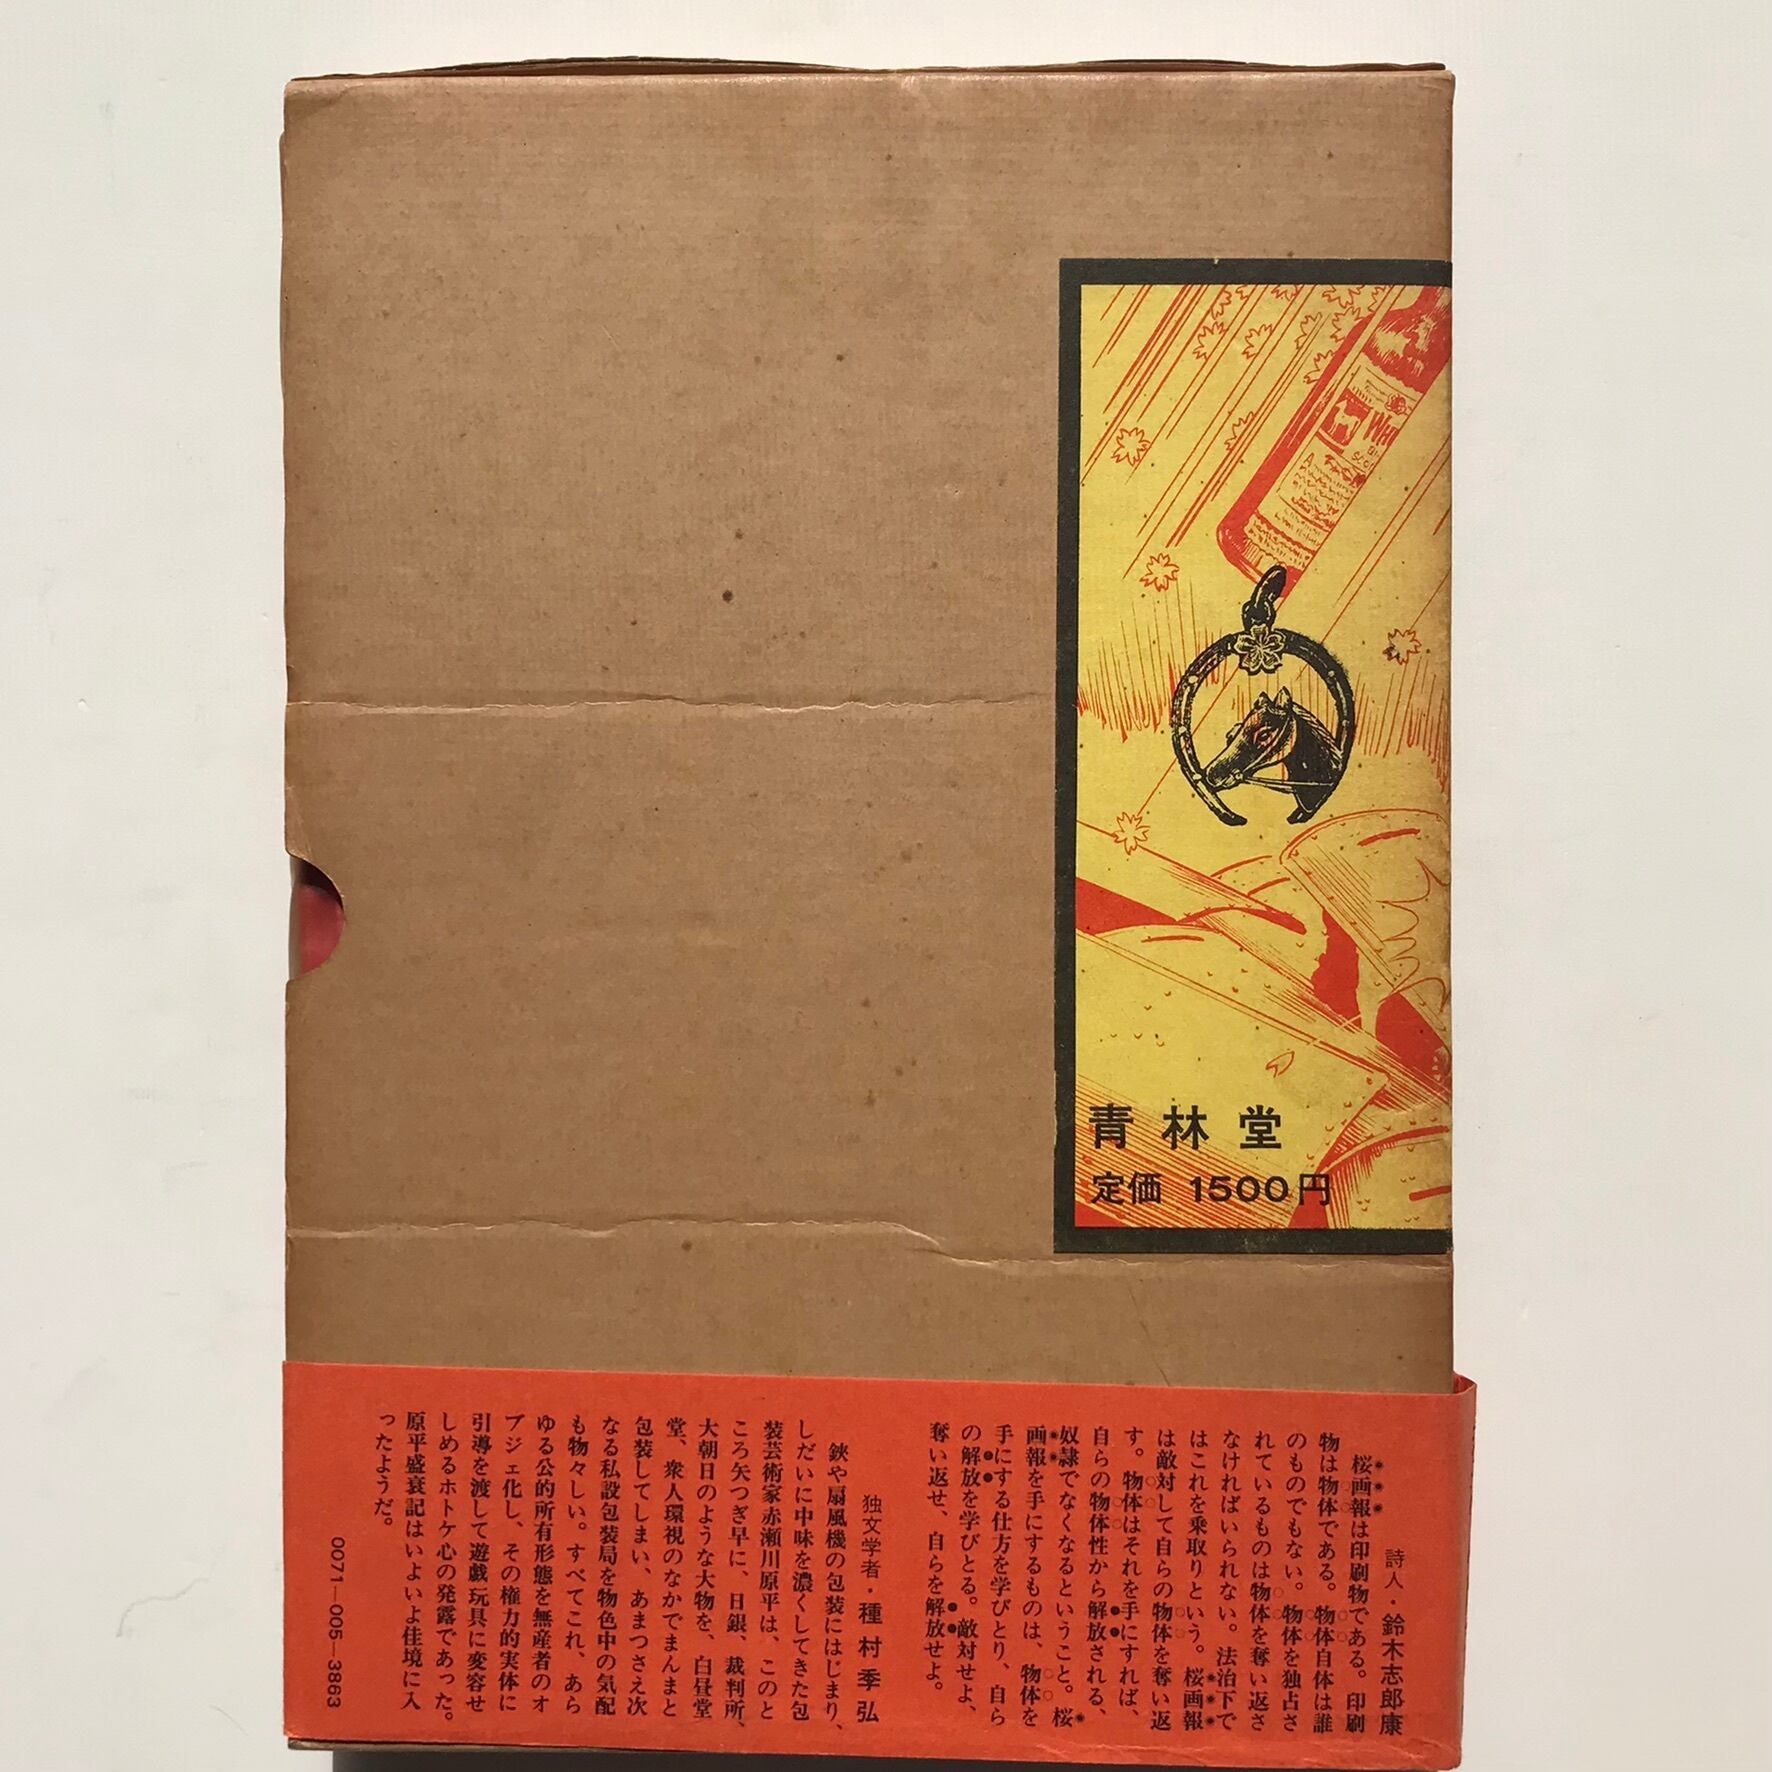 WHI
SCOT
A
青林堂
定価 1500円
詩人・鈴木志郎康
桜画報は印刷物である。印刷
物は物体である。物体自体は誰
のものでもない。物体を独占さ
れているものは物体を奪い返さ
なければいられない。法治下で
はこれを乗取りという。桜画報
は敵対して自らの物体を奪い返
す。物体はそれを手にすれば、
自らの物体性から解放される、
奴隷でなくなるということ。桜
画報を手にするものは、物体を
手にする仕方を学びとり、自ら
の解放を学びとる。敵対せよ、
奪い返せ、自らを解放せよ。
独文学者・種村季弘
鋏や扇風機の包装にはじまり、
しだいに中味を濃くしてきた包
装芸術家赤瀬川原平は、このと
ころ矢つぎ早に、日銀、裁判所、
大朝日のような大物を、白昼堂
堂、衆人環視のなかでまんまと
包装してしまい、あまつさえ次
なる私設包装局を物色中の気配
も物々しい。すべてこれ、あら
ゆる公的所有形態を無産者のオ
ブジェ化し、その権力的実体に
引導を渡して遊戯玩具に変容せ
しめるホトケ心の発露であった。
原平盛衰記はいよいよ佳境に入
ったようだ。
0071—005—3863